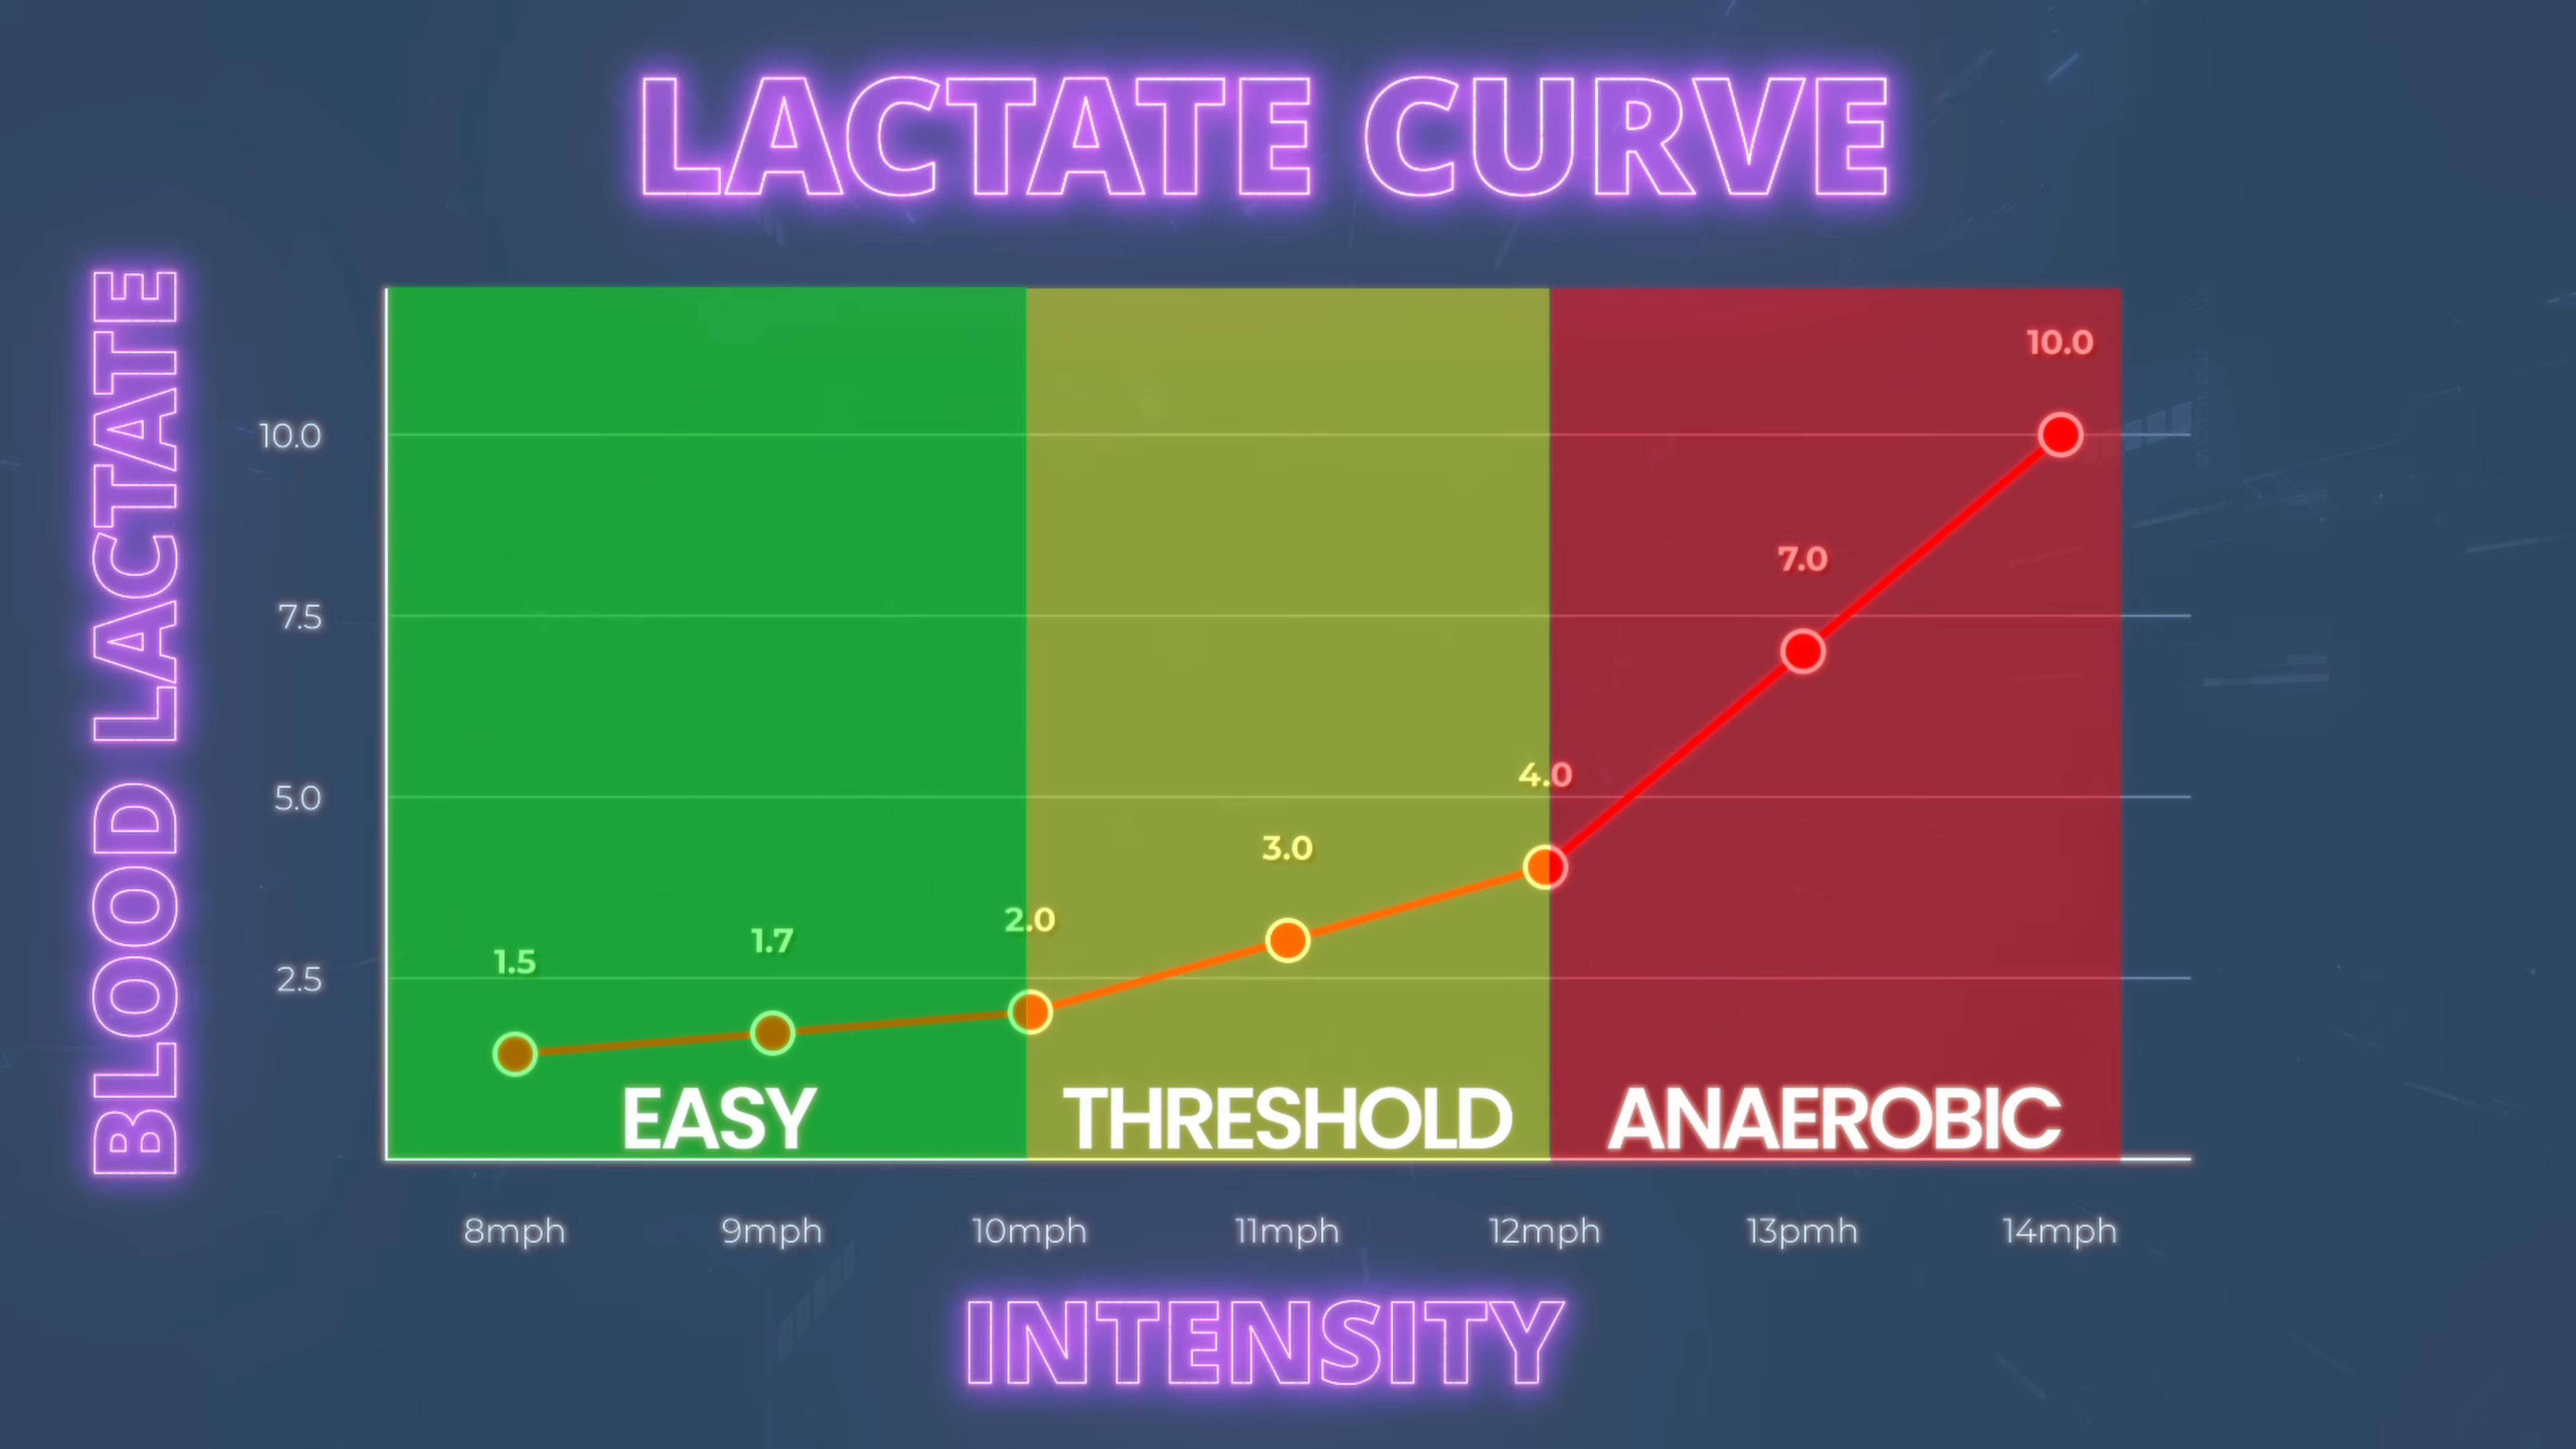 LACTATE CURVE
BLOOD LACTATE
10.0
7.5
5.0
2.5
10.0
7.0
4.0
3.0
2.0
1.7
1.5
EASY
THRESHOLD
ANAEROBIC
8mph
9mph
10mph
11mph
12mph
13pmh
14mph
INTENSITY